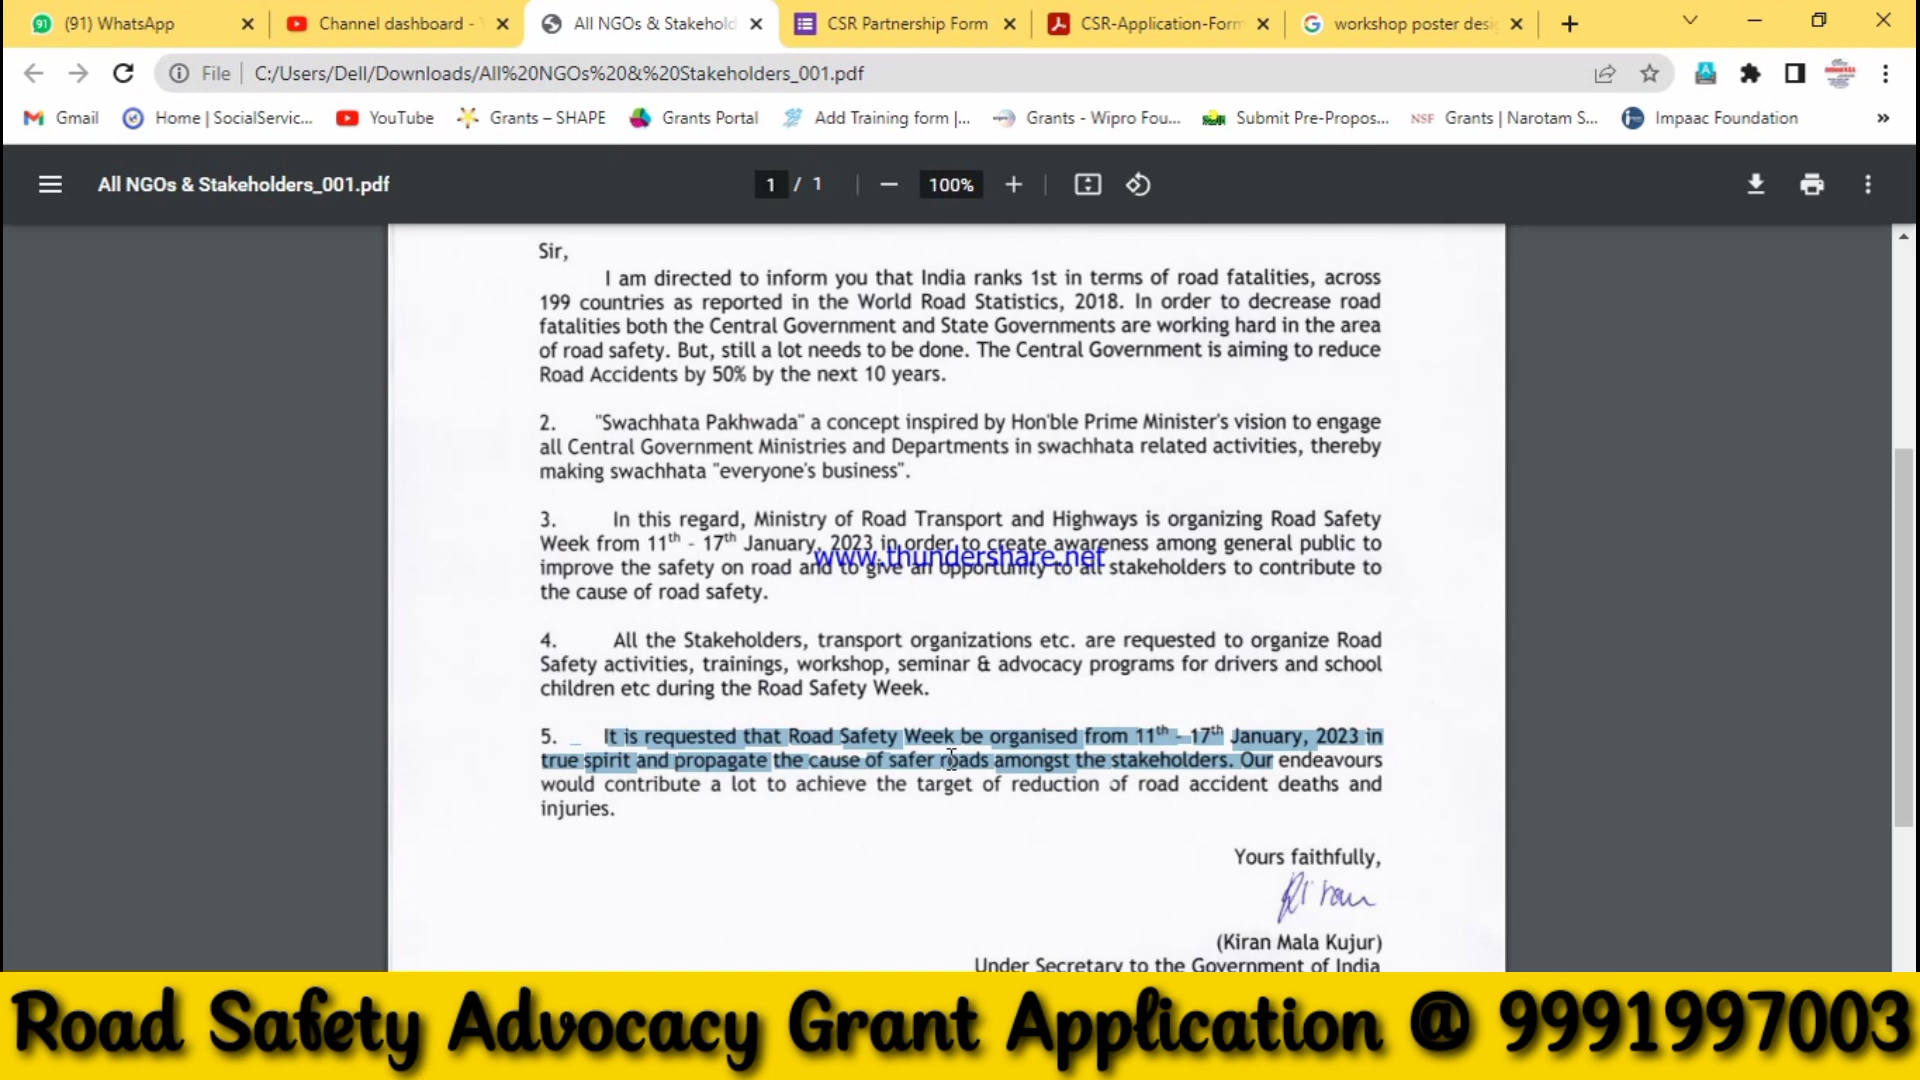 (91) WhatsApp
Channel dashboard -
All NGOs & Stakehold
CSR Partnership Form
CSR-Application-Form
workshop poster desig
File
C:/Users/Dell/Downloads/All%20NGOs%20&%20Stakeholders_001.pdf
Gmail
Home | SocialServic...
YouTube
Grants – SHAPE
Grants Portal
Add Training form |...
Grants - Wipro Fou...
Submit Pre-Propos...
NSF Grants | Narotam S...
Impaac Foundation
»
All NGOs & Stakeholders_001.pdf
1 / 1
100%
Sir,
I am directed to inform you that India ranks 1st in terms of road fatalities, across
199 countries as reported in the World Road Statistics, 2018. In order to decrease road
fatalities both the Central Government and State Governments are working hard in the area
of road safety. But, still a lot needs to be done. The Central Government is aiming to reduce
Road Accidents by 50% by the next 10 years.
2. "Swachhata Pakhwada" a concept inspired by Hon'ble Prime Minister's vision to engage
all Central Government Ministries and Departments in swachhata related activities, thereby
making swachhata "everyone's business".
3. In this regard, Ministry of Road Transport and Highways is organizing Road Safety
Week from 11th - 17th January, 2023 in order to create awareness among general public to
www.thundershare.net
improve the safety on road and to give an opportunity to all stakeholders to contribute to
the cause of road safety.
4. All the Stakeholders, transport organizations etc. are requested to organize Road
Safety activities, trainings, workshop, seminar & advocacy programs for drivers and school
children etc during the Road Safety Week.
5. It is requested that Road Safety Week be organised from 11th - 17th January, 2023 in
true spirit and propagate the cause of safer roads amongst the stakeholders. Our endeavours
would contribute a lot to achieve the target of reduction of road accident deaths and
injuries.
Yours faithfully,
(Kiran Mala Kujur)
Under Secretary to the Government of India
Road Safety Advocacy Grant Application @ 9991997003